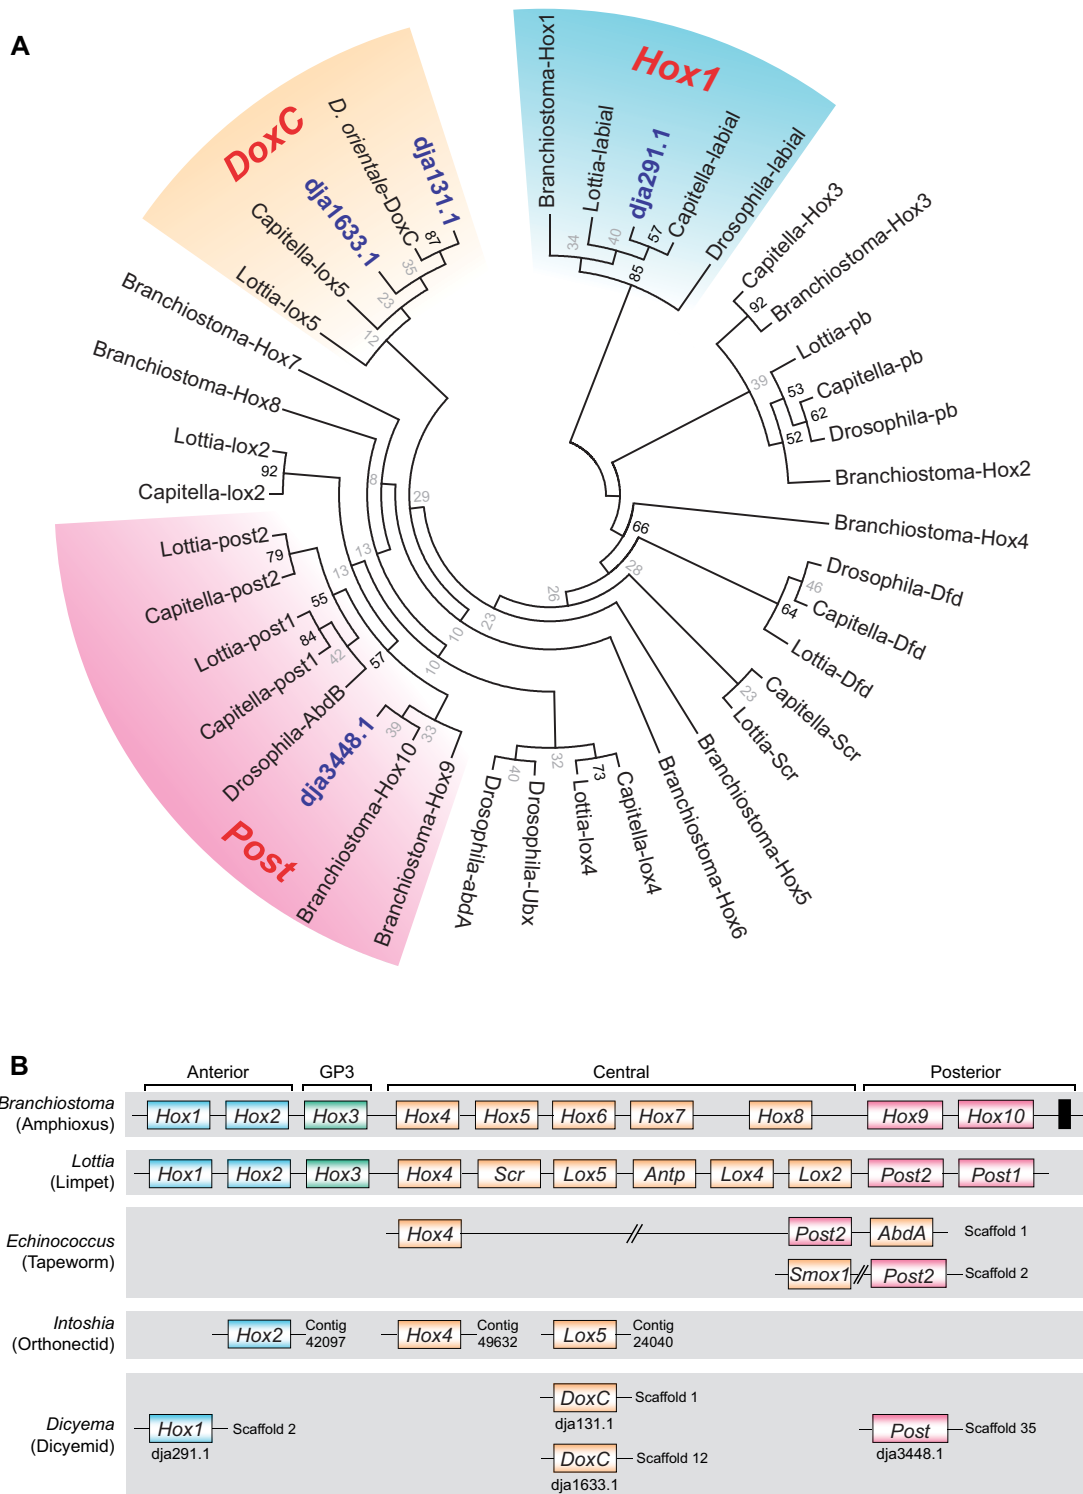 A
DoxC
Hox1
Post
D. orientale-DoxC
dja131.1
dja1633.1
Capitella-lox5
Lottia-lox5
Branchiostoma-Hox7
Branchiostoma-Hox8
Lottia-lox2
Capitella-lox2
Lottia-post2
Capitella-post2
Lottia-post1
Capitella-post1
Drosophila-AbdB
dja3448.1
Branchiostoma-Hox10
Branchiostoma-Hox9
Drosophila-abdA
Drosophila-Ubx
Lottia-lox4
Capitella-lox4
Branchiostoma-Hox6
Branchiostoma-Hox5
Lottia-Scr
Capitella-Scr
Lottia-Dfd
Capitella-Dfd
Drosophila-Dfd
Branchiostoma-Hox4
Branchiostoma-Hox2
Drosophila-pb
Capitella-pb
Lottia-pb
Branchiostoma-Hox3
Capitella-Hox3
Drosophila-labial
Capitella-labial
dja291.1
Lottia-labial
Branchiostoma-Hox1
87
35
23
12
34
40
57
85
92
39
53
62
52
66
46
64
28
23
26
23
29
8
13
13
92
79
55
84
42
57
39
33
10
10
40
32
73
B
Anterior GP3 Central Posterior
Branchiostoma
(Amphioxus)
Hox1 Hox2 Hox3 Hox4 Hox5 Hox6 Hox7 Hox8 Hox9 Hox10
Lottia
(Limpet)
Hox1 Hox2 Hox3 Hox4 Scr Lox5 Antp Lox4 Lox2 Post2 Post1
Echinococcus
(Tapeworm)
Hox4 Post2 AbdA Scaffold 1
Smox1 Post2 Scaffold 2
Intoshia
(Orthonectid)
Hox2 Contig 42097
Hox4 Contig 49632
Lox5 Contig 24040
Dicyema
(Dicyemid)
Hox1 Scaffold 2
dja291.1
DoxC Scaffold 1
dja131.1
DoxC Scaffold 12
dja1633.1
Post Scaffold 35
dja3448.1